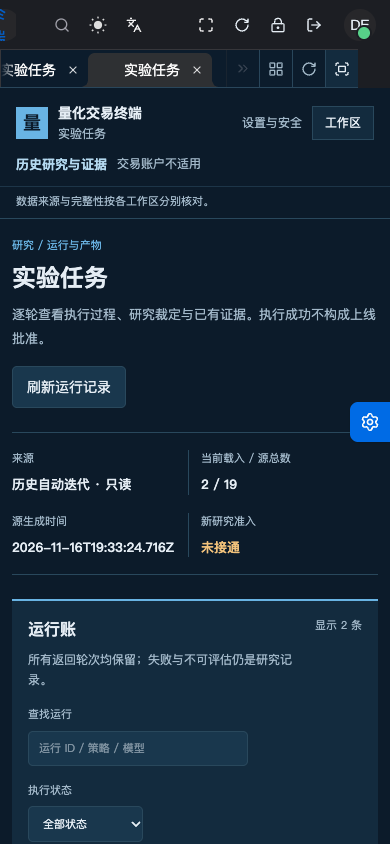 DE
实验任务 ×
实验任务 ×
量 量化交易终端
实验任务
设置与安全
工作区
历史研究与证据 交易账户不适用
数据来源与完整性按各工作区分别核对。
研究 / 运行与产物
实验任务
逐轮查看执行过程、研究裁定与已有证据。执行成功不构成上线
批准。
刷新运行记录
来源
历史自动迭代 · 只读
当前载入 / 源总数
2 / 19
源生成时间
2026-11-16T19:33:24.716Z
新研究准入
未接通
运行账
显示 2 条
所有返回轮次均保留；失败与不可评估仍是研究记
录。
查找运行
运行 ID / 策略 / 模型
执行状态
全部状态